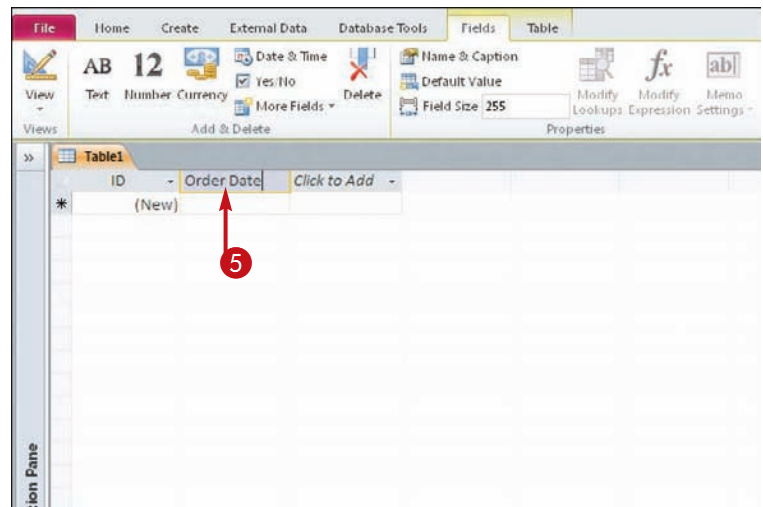 File Home Create External Data Database Tools Fields Table
AB 12 Date & Time Name & Caption fx ab|
Yes/No Default Value
View Text Number Currency More Fields Delete Field Size 255 Modify Lookups Modify Expression Memo Settings
Views Add & Delete Properties
» Table1
ID Order Date Click to Add
* (New)
5
tion Pane